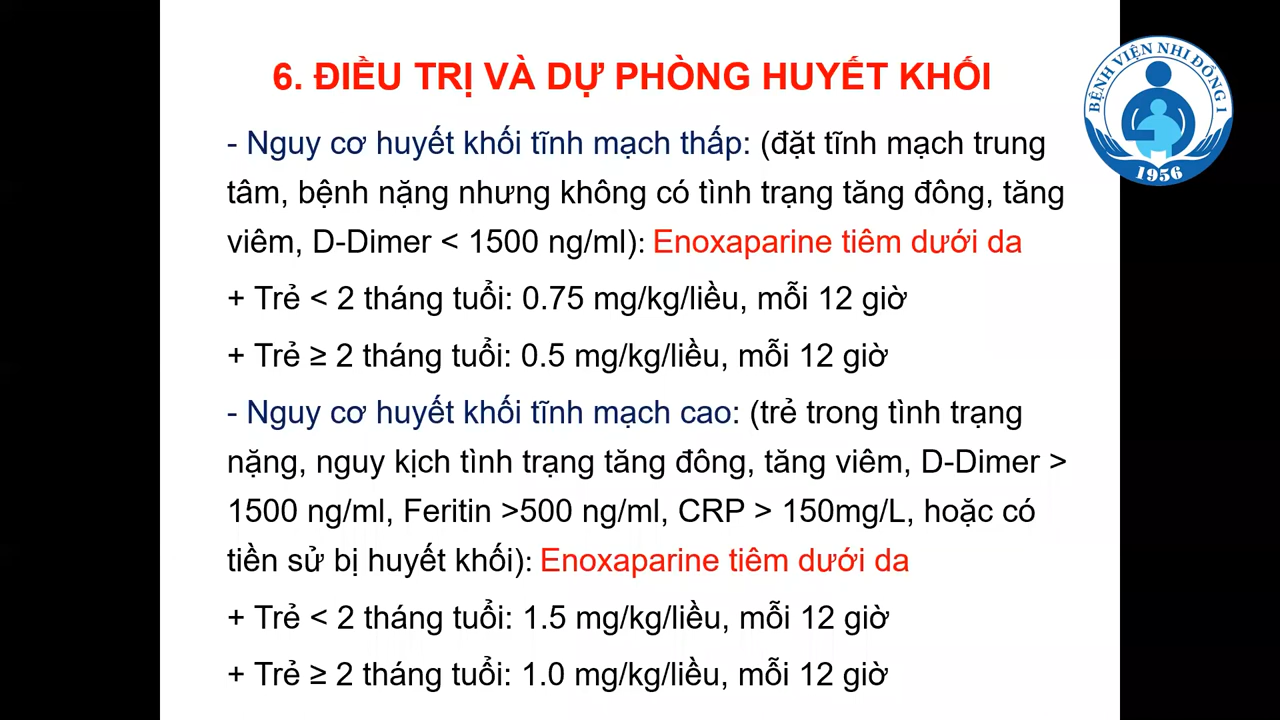 6. ĐIỀU TRỊ VÀ DỰ PHÒNG HUYẾT KHỐI
BỆNH VIỆN NHI ĐỒNG 1
1956
- Nguy cơ huyết khối tĩnh mạch thấp: (đặt tĩnh mạch trung
tâm, bệnh nặng nhưng không có tình trạng tăng đông, tăng
viêm, D-Dimer < 1500 ng/ml): Enoxaparine tiêm dưới da
+ Trẻ < 2 tháng tuổi: 0.75 mg/kg/liều, mỗi 12 giờ
+ Trẻ ≥ 2 tháng tuổi: 0.5 mg/kg/liều, mỗi 12 giờ
- Nguy cơ huyết khối tĩnh mạch cao: (trẻ trong tình trạng
nặng, nguy kịch tình trạng tăng đông, tăng viêm, D-Dimer >
1500 ng/ml, Feritin >500 ng/ml, CRP > 150mg/L, hoặc có
tiền sử bị huyết khối): Enoxaparine tiêm dưới da
+ Trẻ < 2 tháng tuổi: 1.5 mg/kg/liều, mỗi 12 giờ
+ Trẻ ≥ 2 tháng tuổi: 1.0 mg/kg/liều, mỗi 12 giờ